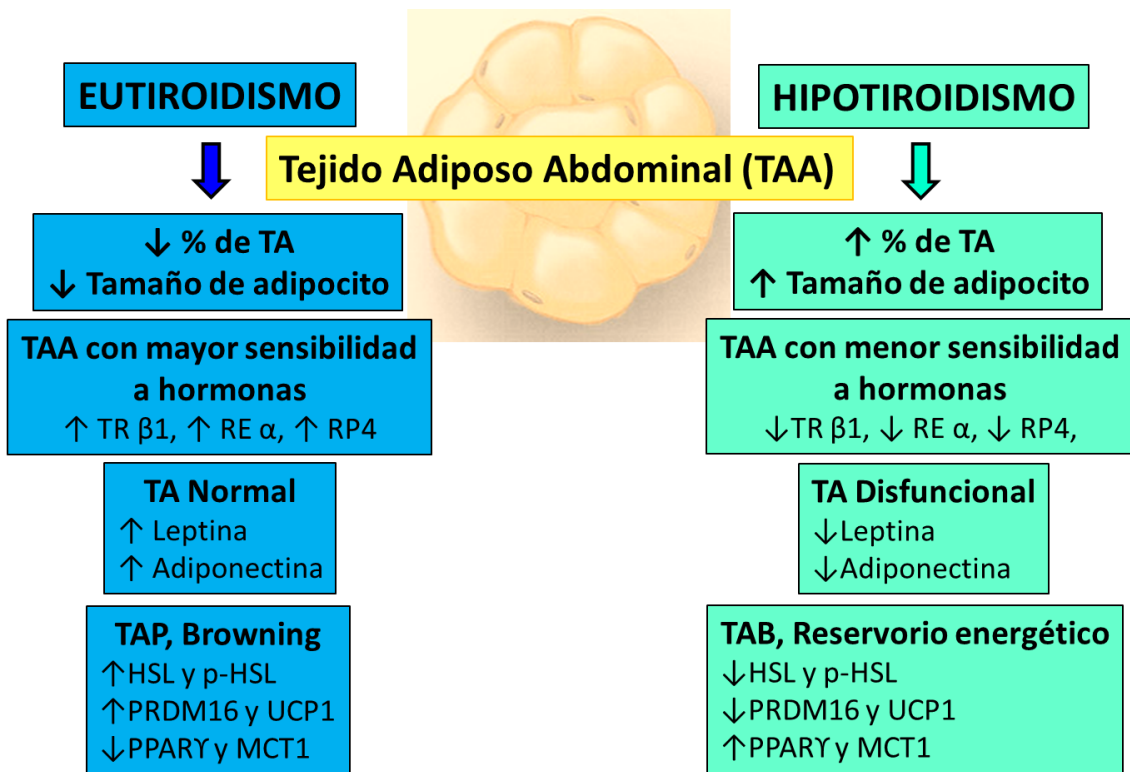 EUTIROIDISMO
HIPOTIROIDISMO
Tejido Adiposo Abdominal (TAA)
↓ % de TA
↓ Tamaño de adipocito
TAA con mayor sensibilidad
a hormonas
↑ TR β1, ↑ RE α, ↑ RP4
TA Normal
↑ Leptina
↑ Adiponectina
TAP, Browning
↑HSL y p-HSL
↑PRDM16 y UCP1
↓PPARϒ y MCT1
↑ % de TA
↑ Tamaño de adipocito
TAA con menor sensibilidad
a hormonas
↓TR β1, ↓ RE α, ↓ RP4,
TA Disfuncional
↓Leptina
↓Adiponectina
TAB, Reservorio energético
↓HSL y p-HSL
↓PRDM16 y UCP1
↑PPARϒ y MCT1